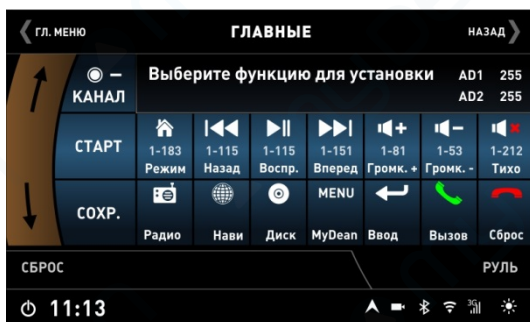 ГЛ. МЕНЮ
ГЛАВНЫЕ
НАЗАД
КАНАЛ
Выберите функцию для установки
AD1 255
AD2 255
СТАРТ
1-183 1-115 1-115 1-151 1-81 1-53 1-212
Режим Назад Воспр. Вперед Громк. + Громк. - Тихо
СОХР.
MENU
Радио Нави Диск MyDean Ввод Вызов Сброс
СБРОС
РУЛЬ
11:13
3G